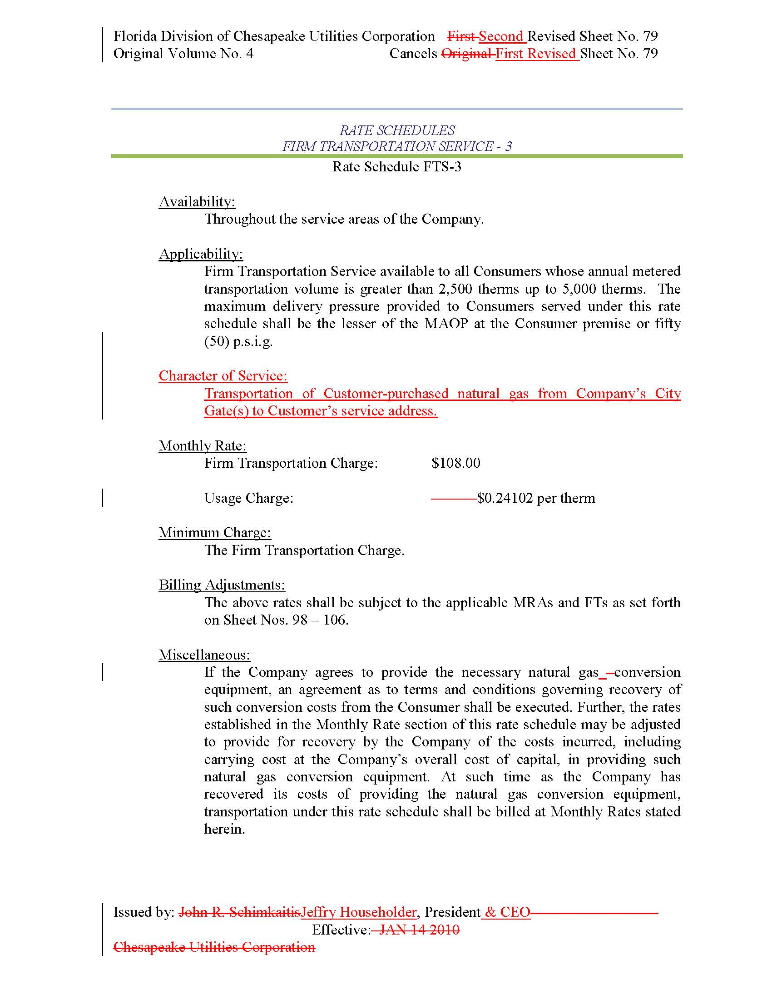 Florida Division of Chesapeake Utilities Corporation First Second Revised Sheet No. 79
Original Volume No. 4 Cancels Original First Revised Sheet No. 79
RATE SCHEDULES
FIRM TRANSPORTATION SERVICE - 3
Rate Schedule FTS-3
Availability:
Throughout the service areas of the Company.
Applicability:
Firm Transportation Service available to all Consumers whose annual metered
transportation volume is greater than 2,500 therms up to 5,000 therms. The
maximum delivery pressure provided to Consumers served under this rate
schedule shall be the lesser of the MAOP at the Consumer premise or fifty
(50) p.s.i.g.
Character of Service:
Transportation of Customer-purchased natural gas from Company's City
Gate(s) to Customer's service address.
Monthly Rate:
Firm Transportation Charge: $108.00
Usage Charge: $0.24102 per therm
Minimum Charge:
The Firm Transportation Charge.
Billing Adjustments:
The above rates shall be subject to the applicable MRAs and FTs as set forth
on Sheet Nos. 98 – 106.
Miscellaneous:
If the Company agrees to provide the necessary natural gas conversion
equipment, an agreement as to terms and conditions governing recovery of
such conversion costs from the Consumer shall be executed. Further, the rates
established in the Monthly Rate section of this rate schedule may be adjusted
to provide for recovery by the Company of the costs incurred, including
carrying cost at the Company's overall cost of capital, in providing such
natural gas conversion equipment. At such time as the Company has
recovered its costs of providing the natural gas conversion equipment,
transportation under this rate schedule shall be billed at Monthly Rates stated
herein.
Issued by: John R. SchimkaitisJeffry Householder, President & CEO
Effective: JAN 14 2010
Chesapeake Utilities Corporation